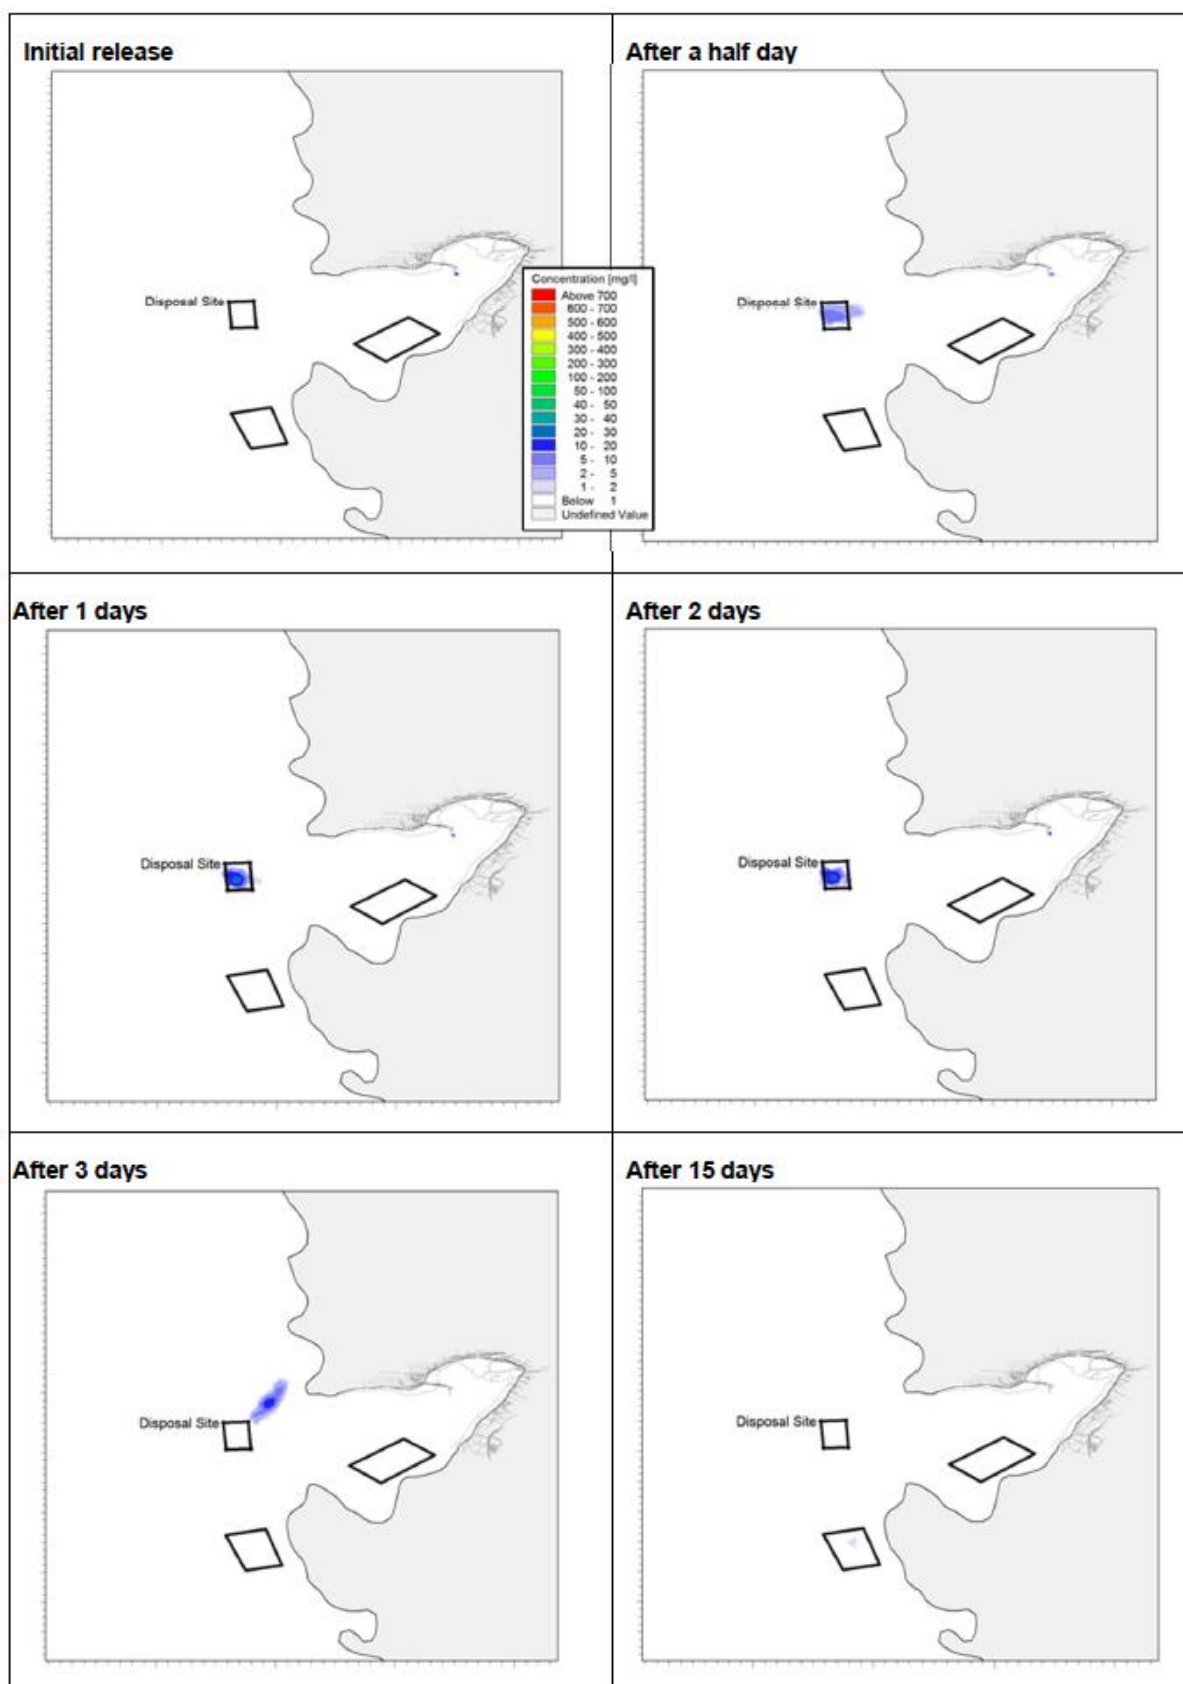 Initial release
After a half day
Disposal Site
Concentration [mg/l]
Above 700
600 - 700
500 - 600
400 - 500
300 - 400
200 - 300
100 - 200
50 - 100
40 - 50
30 - 40
20 - 30
10 - 20
5 - 10
2 - 5
1 - 2
Below 1
Undefined Value
Disposal Site
After 1 days
After 2 days
Disposal Site
Disposal Site
After 3 days
After 15 days
Disposal Site
Disposal Site